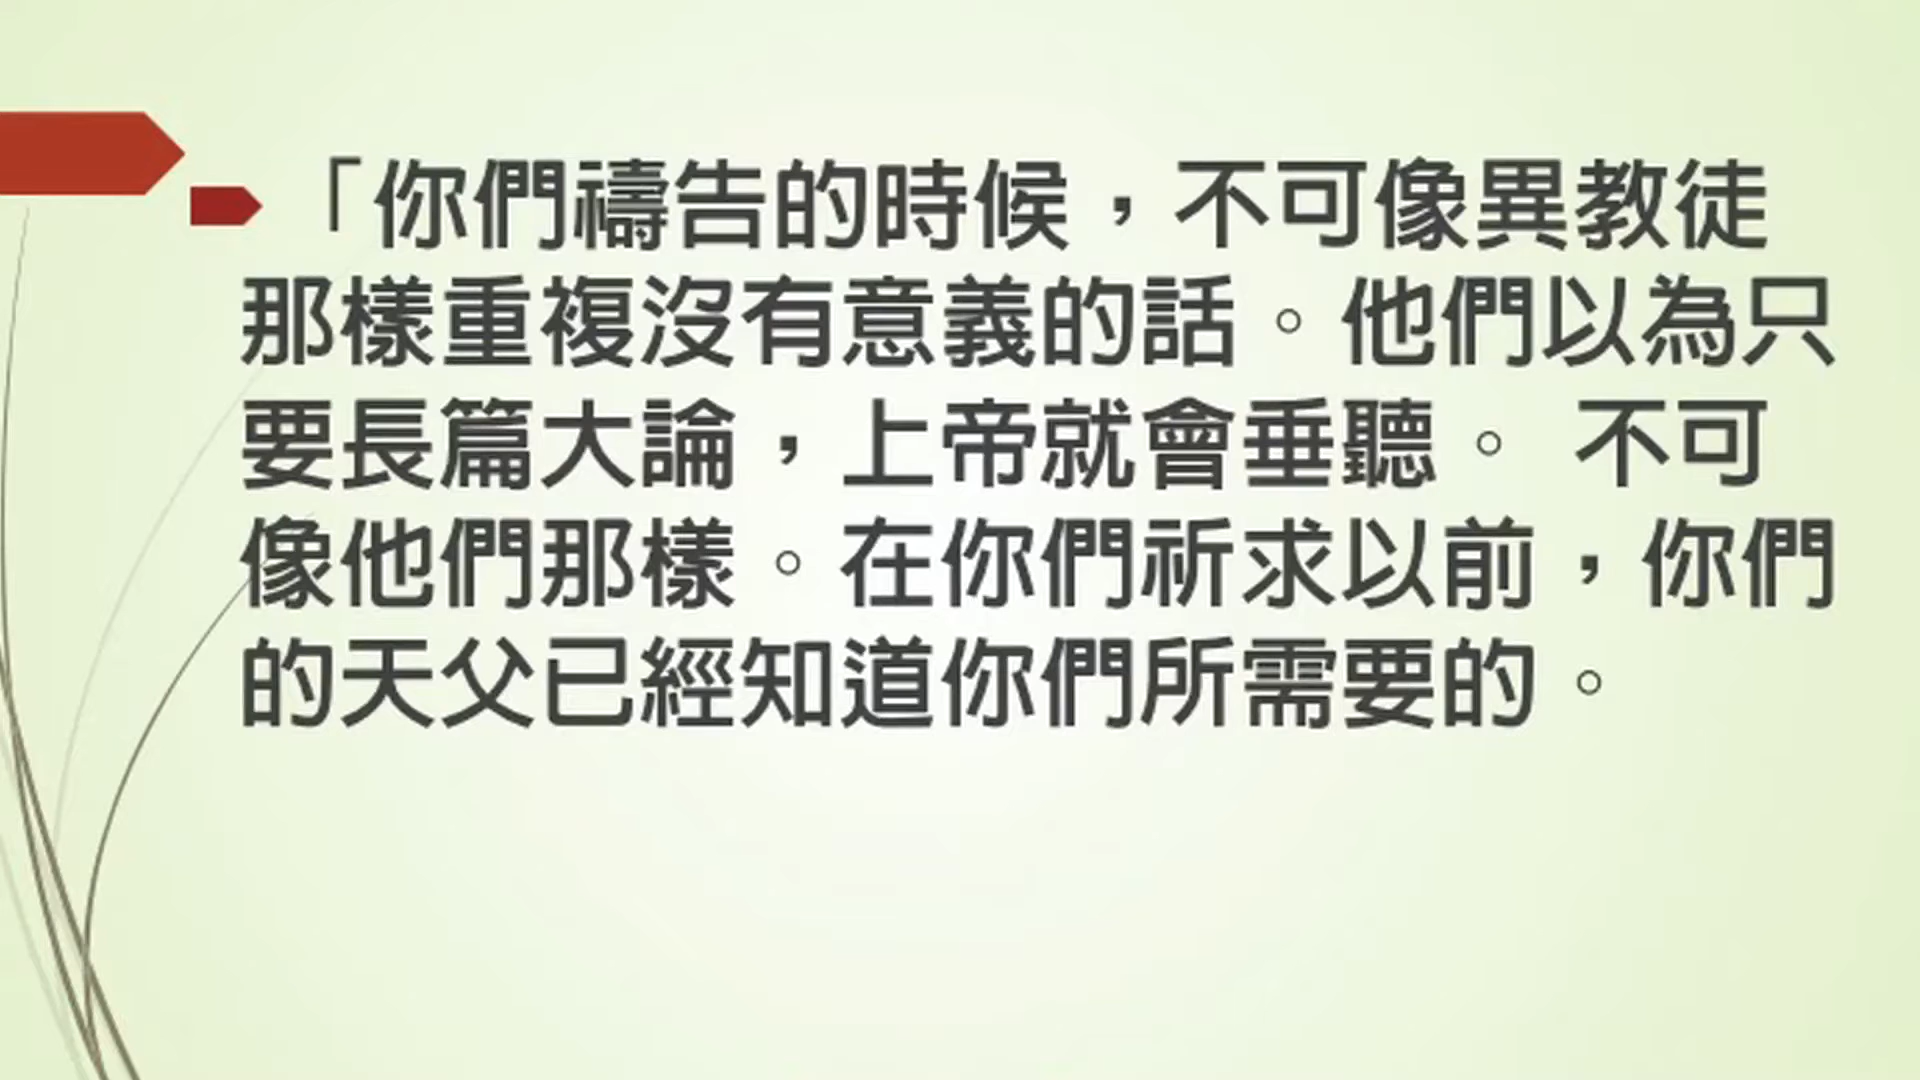 「你們禱告的時候，不可像異教徒
那樣重複沒有意義的話。他們以為只
要長篇大論，上帝就會垂聽。 不可
像他們那樣。在你們祈求以前，你們
的天父已經知道你們所需要的。